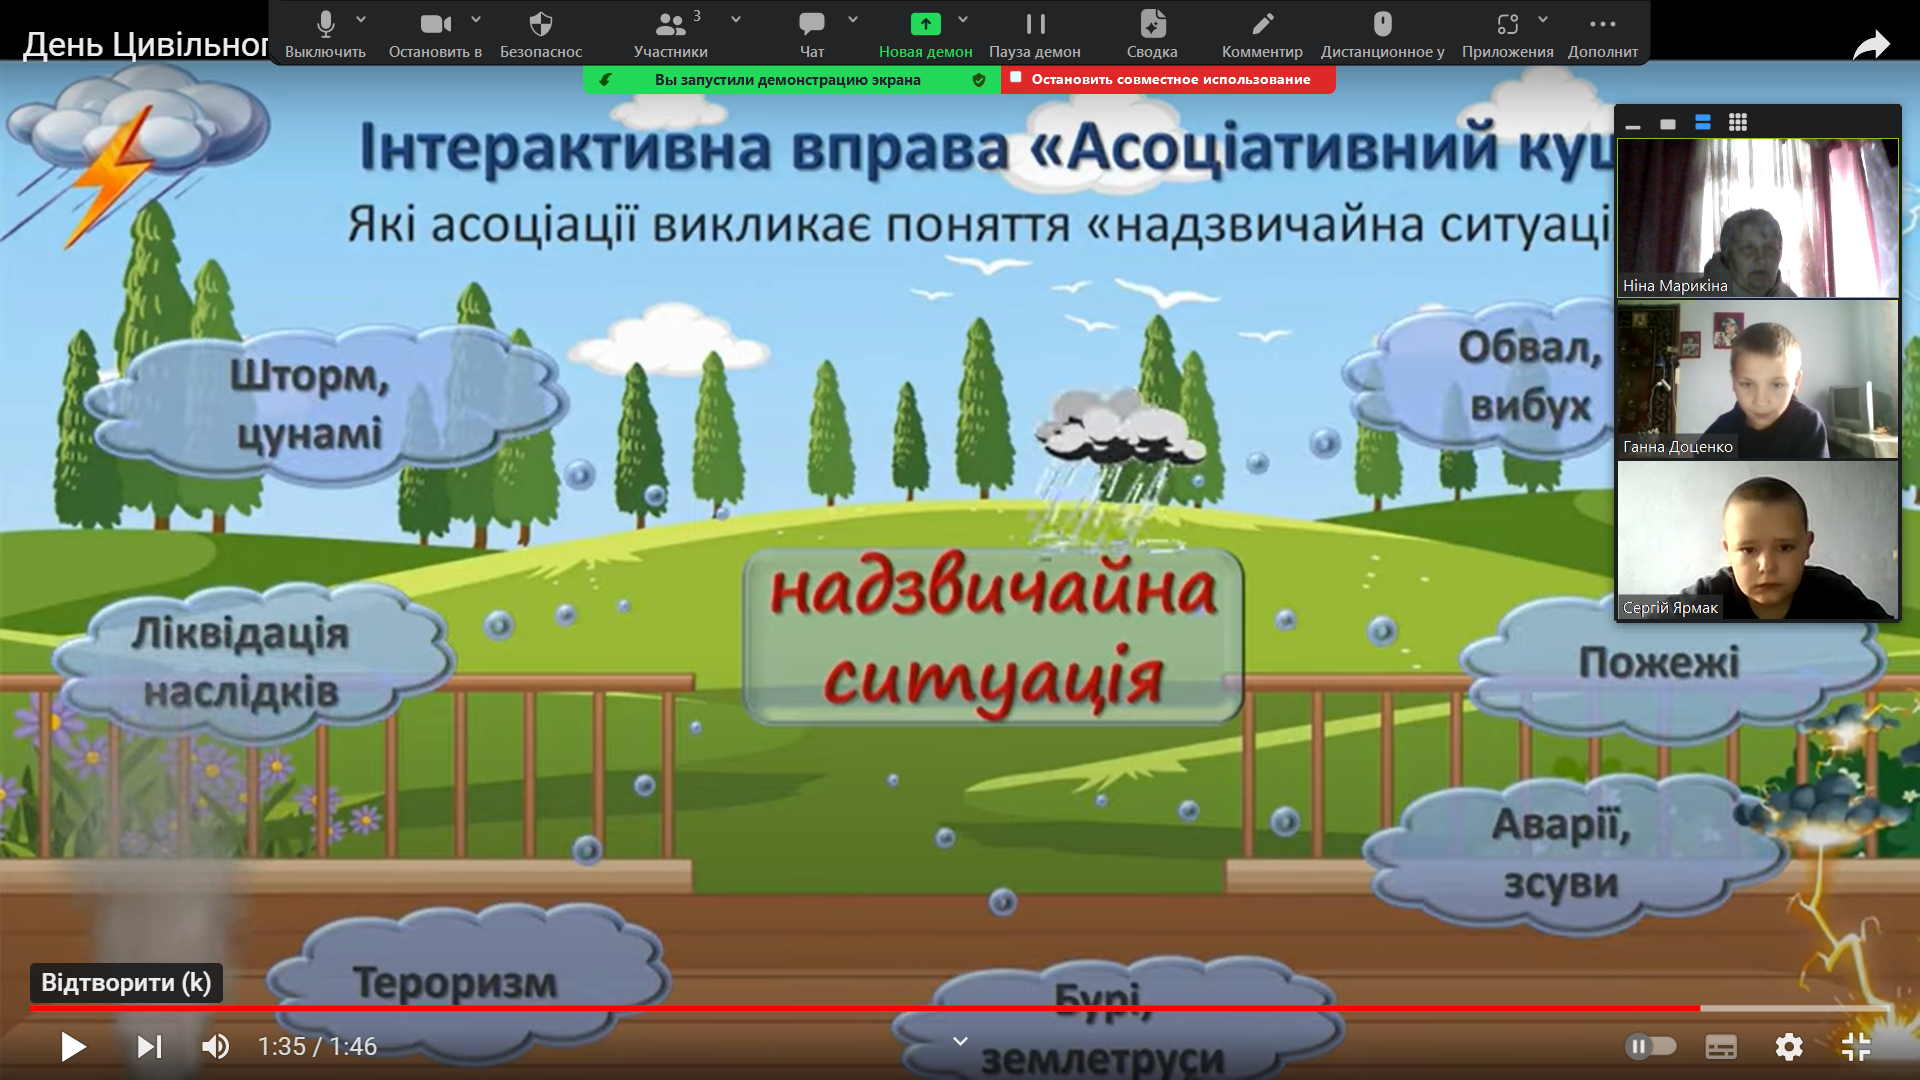 День Цивільног
Выключить
Остановить в
Безопаснос
Участники
3
Чат
Новая демон
Пауза демон
Сводка
Комментир
Дистанционное у
Приложения
Дополнит
Вы запустили демонстрацию экрана
Остановить совместное использование
Інтерактивна вправа «Асоціативний кущ
Які асоціації викликає поняття «надзвичайна ситуаці
Ніна Марикіна
Ганна Доценко
Сергій Ярмак
Шторм,
цунамі
Обвал,
вибух
надзвичайна
ситуація
Ліквідація
наслідків
Пожежі
Аварії,
зсуви
Тероризм
Бурі,
землетруси
Відтворити (k)
1:35 / 1:46